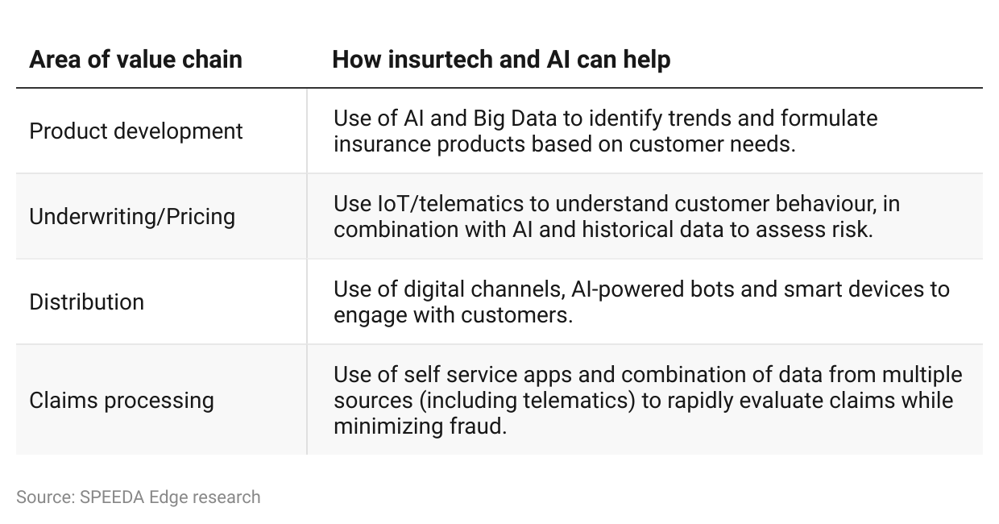 Area of value chain
How insurtech and AI can help
Product development
Use of AI and Big Data to identify trends and formulate
insurance products based on customer needs.
Underwriting/Pricing
Use IoT/telematics to understand customer behaviour, in
combination with AI and historical data to assess risk.
Distribution
Use of digital channels, AI-powered bots and smart devices to
engage with customers.
Claims processing
Use of self service apps and combination of data from multiple
sources (including telematics) to rapidly evaluate claims while
minimizing fraud.
Source: SPEEDA Edge research